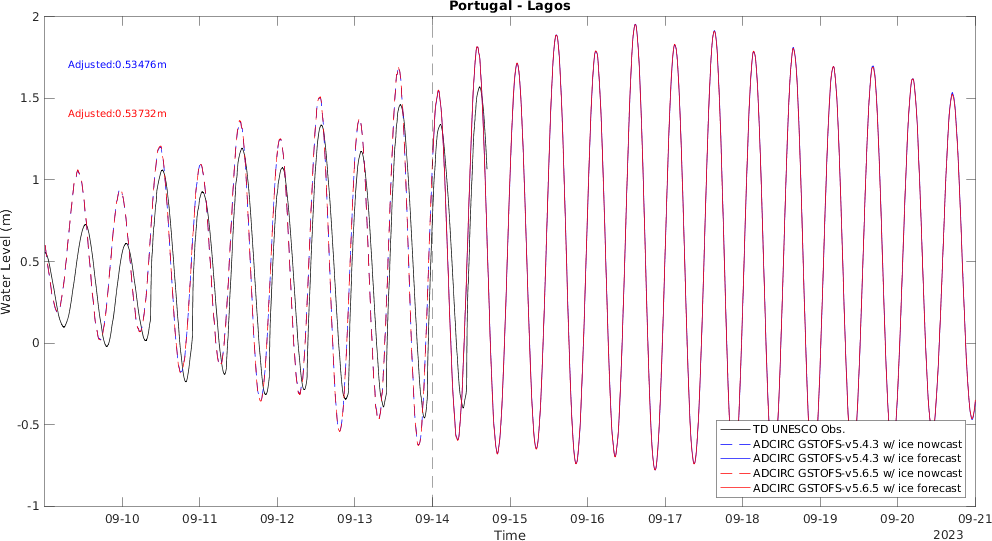 Portugal - Lagos
Adjusted:0.53476m
Adjusted:0.53732m
2
1.5
1
0.5
0
-0.5
-1
Water Level (m)
TD UNESCO Obs.
ADCIRC GSTOFS-v5.4.3 w/ ice nowcast
ADCIRC GSTOFS-v5.4.3 w/ ice forecast
ADCIRC GSTOFS-v5.6.5 w/ ice nowcast
ADCIRC GSTOFS-v5.6.5 w/ ice forecast
09-10 09-11 09-12 09-13 09-14 09-15 09-16 09-17 09-18 09-19 09-20 09-21
Time
2023